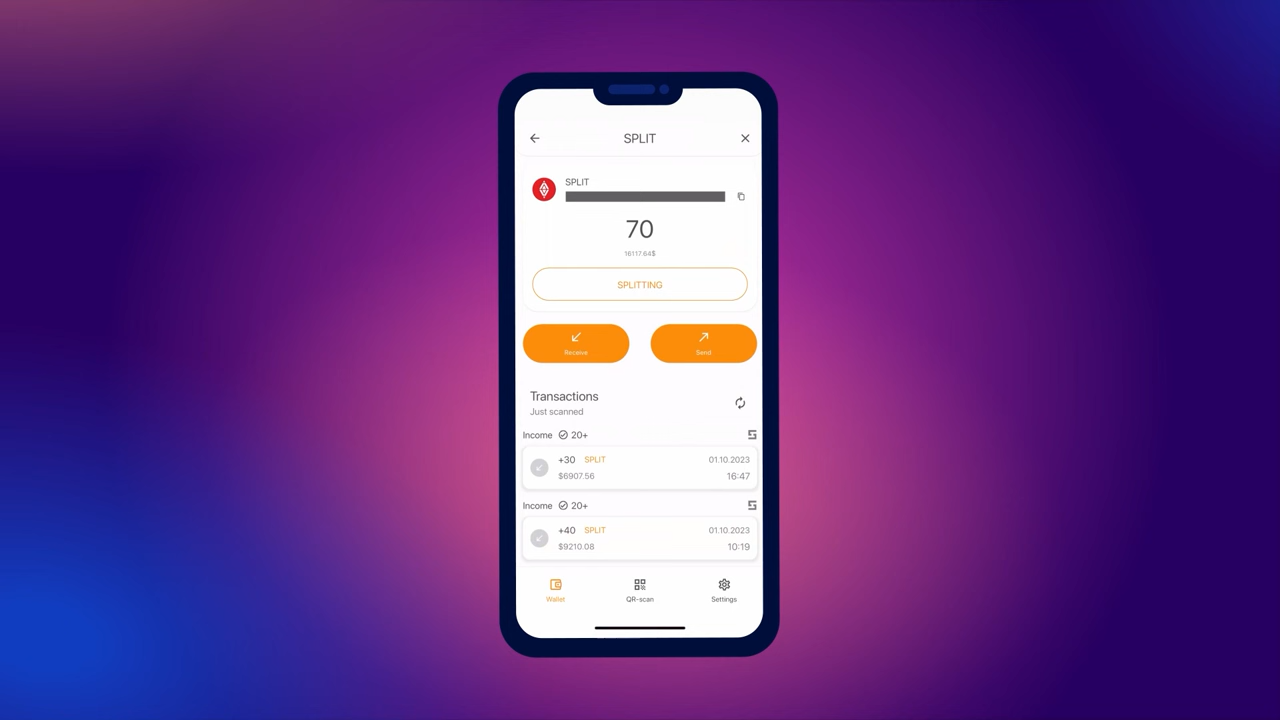 SPLIT
SPLIT
70
16117.64$
SPLITTING
Receive
Send
Transactions
Just scanned
Income 20+
+30 SPLIT 01.10.2023
$6907.56 16:47
Income 20+
+40 SPLIT 01.10.2023
$9210.08 10:19
Wallet QR-scan Settings